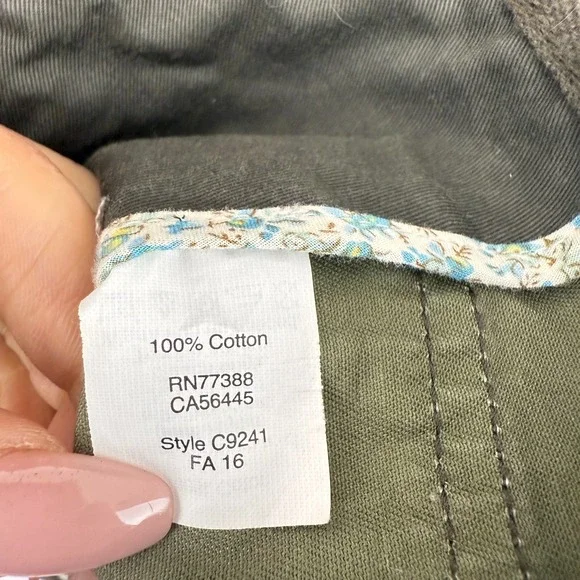 100% Cotton
RN77388
CA56445
Style C9241
FA 16